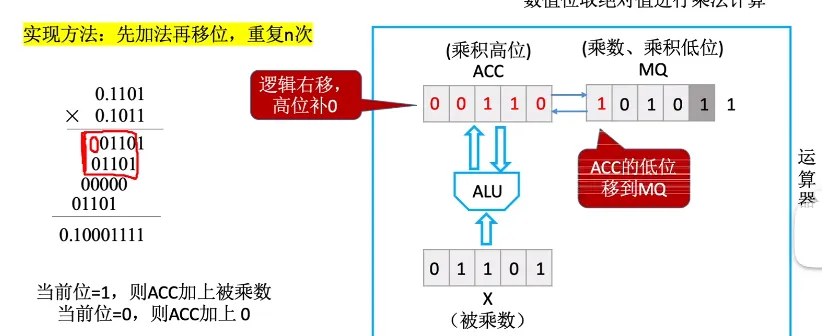 数值位取绝对值进行乘法计算
实现方法：先加法再移位，重复n次
0.1101
× 0.1011
001101
01101
00000
01101
0.10001111
当前位=1，则ACC加上被乘数
当前位=0，则ACC加上 0
逻辑右移，
高位补0
(乘积高位)
ACC
0 0 1 1 0
(乘数、乘积低位)
MQ
1 0 1 0 1 1
ACC的低位
移到MQ
ALU
0 1 1 0 1
X
（被乘数）
运算器